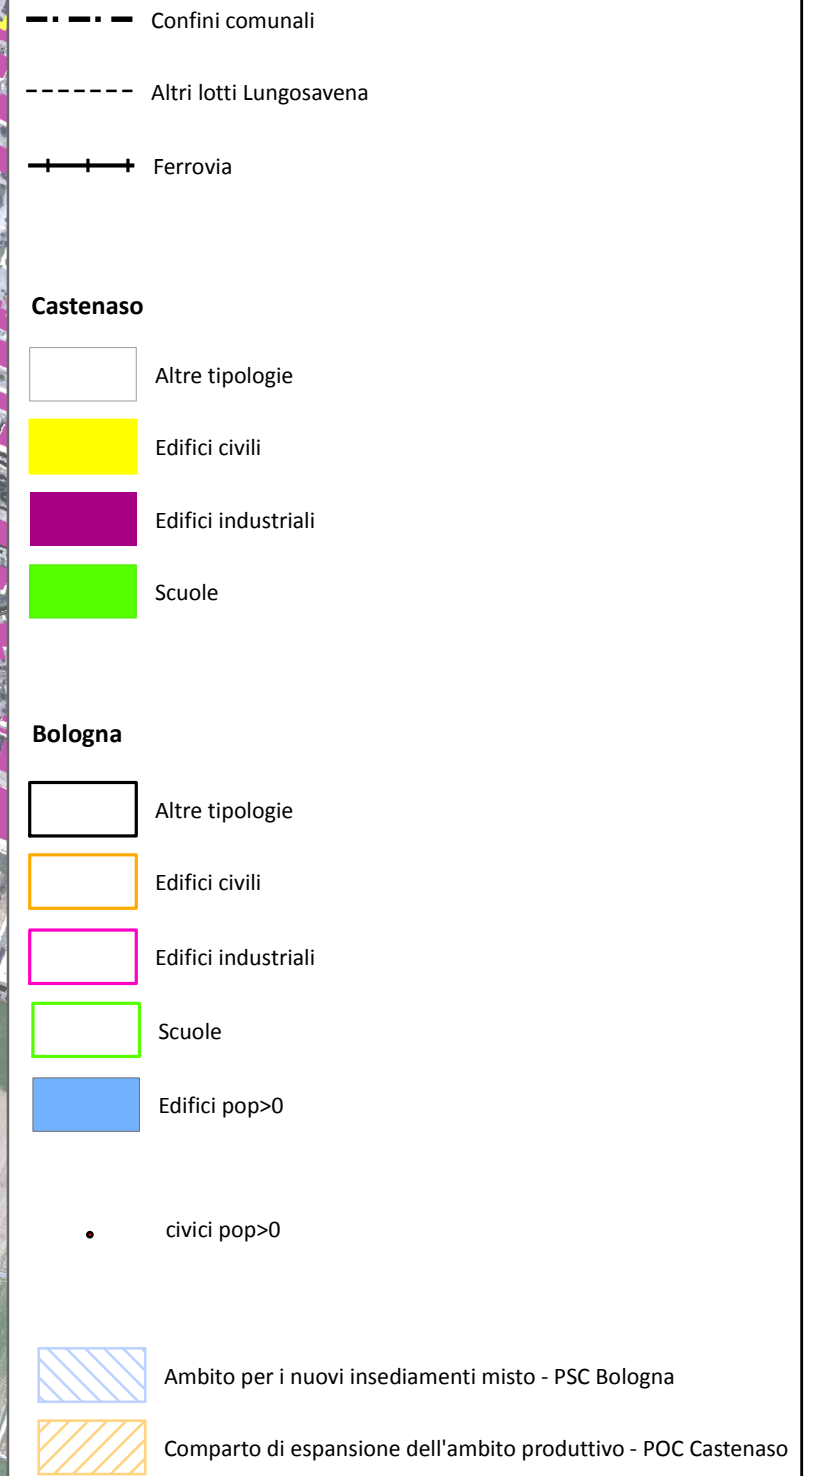 Confini comunali
Altri lotti Lungosavena
Ferrovia
Castenaso
Altre tipologie
Edifici civili
Edifici industriali
Scuole
Bologna
Altre tipologie
Edifici civili
Edifici industriali
Scuole
Edifici pop>0
civici pop>0
Ambito per i nuovi insediamenti misto - PSC Bologna
Comparto di espansione dell'ambito produttivo - POC Castenaso